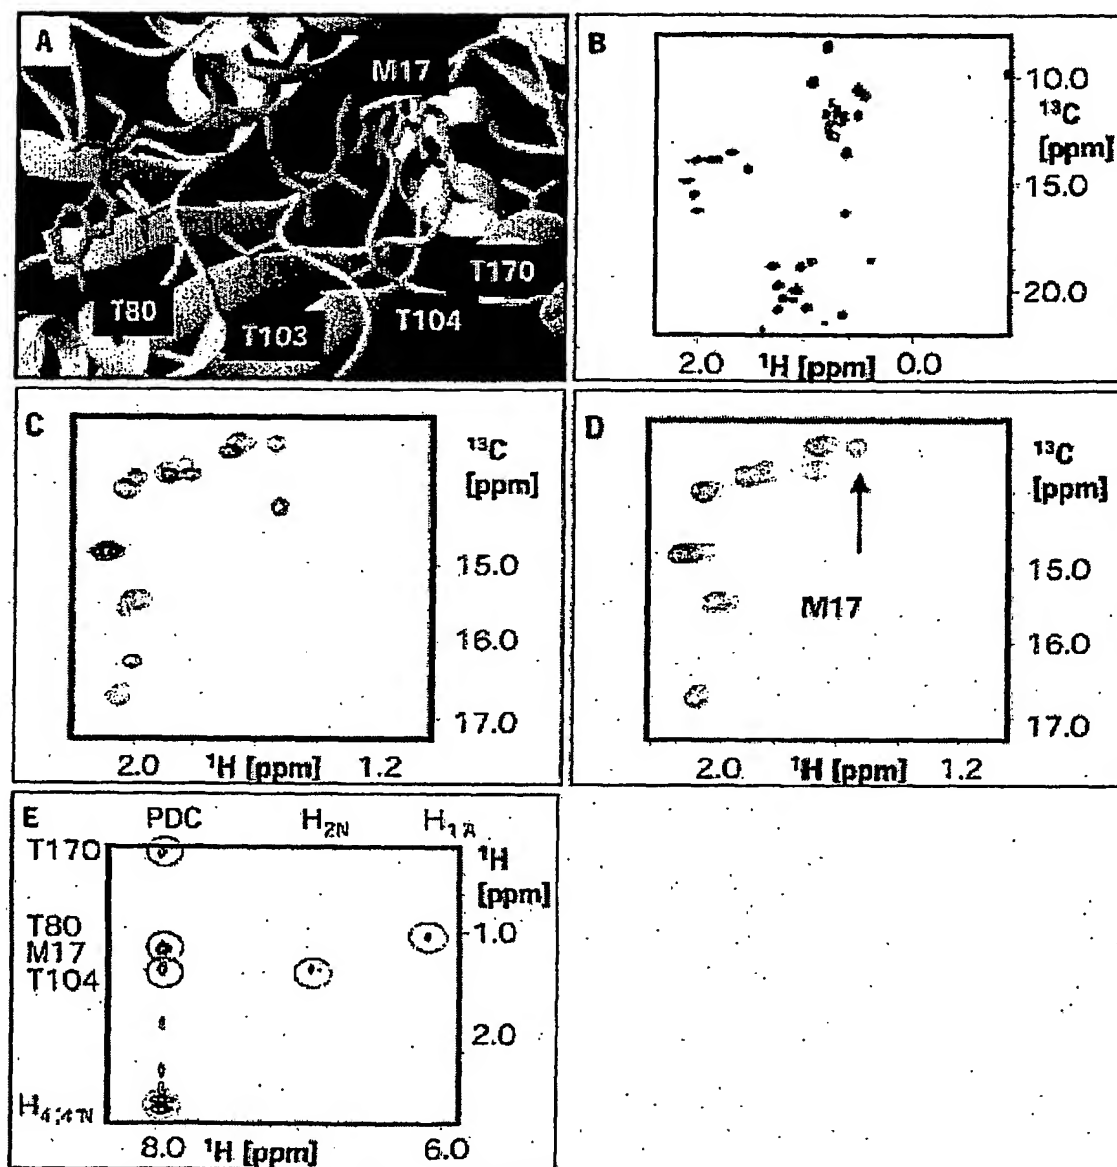 A
M17
T80
T103
T104
T170
B
10.0
¹³C
[ppm]
15.0
20.0
2.0 ¹H [ppm] 0.0
C
¹³C
[ppm]
15.0
16.0
17.0
2.0 ¹H [ppm] 1.2
D
¹³C
[ppm]
15.0
M17
16.0
17.0
2.0 ¹H [ppm] 1.2
E PDC H₂N H₁ᴀ
T170
¹H
[ppm]
T80
1.0
M17
T104
2.0
8.0 ¹H [ppm] 6.0